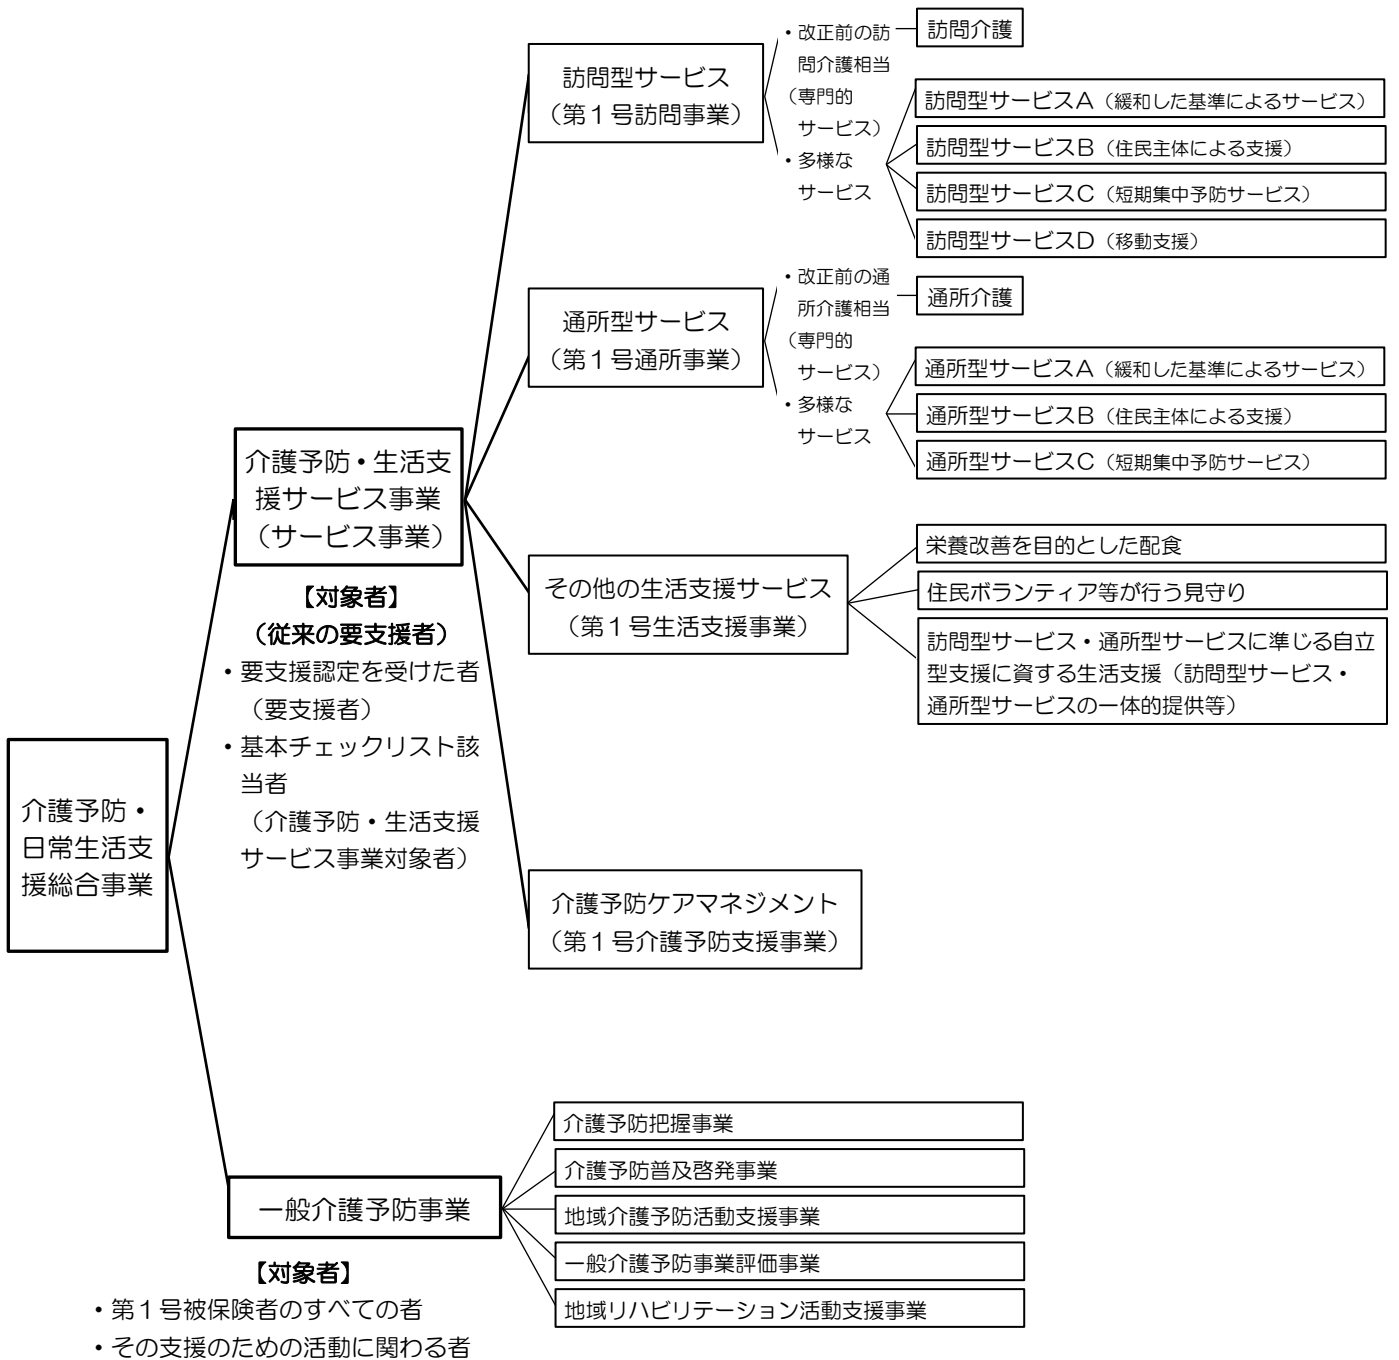 訪問型サービス
（第１号訪問事業）
・改正前の訪
問介護相当
（専門的
サービス）
・多様な
サービス
訪問介護
訪問型サービスＡ（緩和した基準によるサービス）
訪問型サービスＢ（住民主体による支援）
訪問型サービスＣ（短期集中予防サービス）
訪問型サービスＤ（移動支援）
通所型サービス
（第１号通所事業）
・改正前の通
所介護相当
（専門的
サービス）
・多様な
サービス
通所介護
通所型サービスＡ（緩和した基準によるサービス）
通所型サービスＢ（住民主体による支援）
通所型サービスＣ（短期集中予防サービス）
介護予防・生活支
援サービス事業
（サービス事業）
【対象者】
（従来の要支援者）
・要支援認定を受けた者
（要支援者）
・基本チェックリスト該
当者
（介護予防・生活支援
サービス事業対象者）
その他の生活支援サービス
（第１号生活支援事業）
栄養改善を目的とした配食
住民ボランティア等が行う見守り
訪問型サービス・通所型サービスに準じる自立
型支援に資する生活支援（訪問型サービス・
通所型サービスの一体的提供等）
介護予防・
日常生活支
援総合事業
介護予防ケアマネジメント
（第１号介護予防支援事業）
一般介護予防事業
【対象者】
・第１号被保険者のすべての者
・その支援のための活動に関わる者
介護予防把握事業
介護予防普及啓発事業
地域介護予防活動支援事業
一般介護予防事業評価事業
地域リハビリテーション活動支援事業